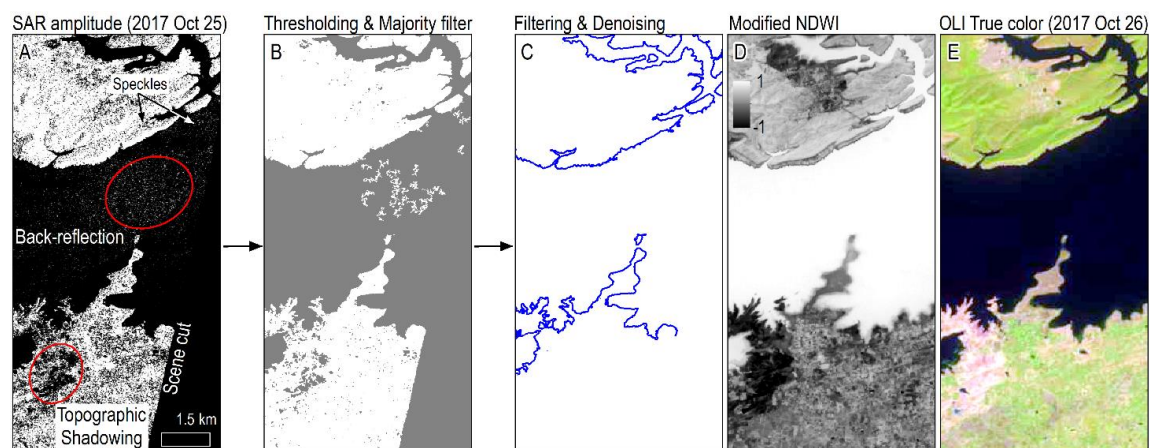 SAR amplitude (2017 Oct 25)
Thresholding & Majority filter
Filtering & Denoising
Modified NDWI
OLI True color (2017 Oct 26)
A
B
C
D
E
Speckles
1
-1
Back-reflection
Scene cut
Topographic
Shadowing
1.5 km